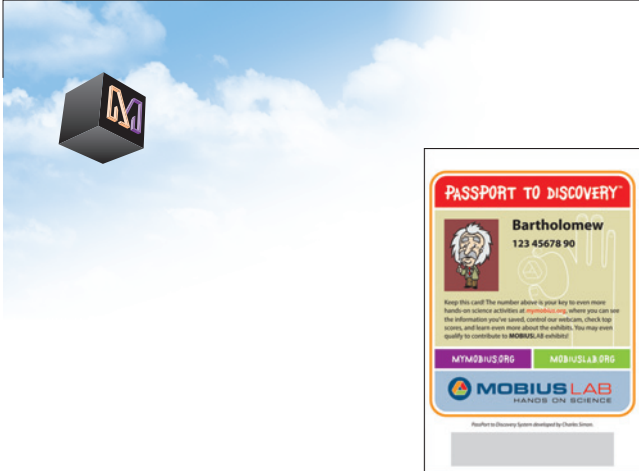 M
PASSPORT TO DISCOVERY™
Bartholomew
123 45678 90
Keep this card! The number above is your key to even more
hands-on science activities at mymobius.org, where you can see
the information you've saved, control our webcam, check top
scores, and learn even more about the exhibits. You may even
qualify to contribute to MOBIUSLAB exhibits!
MYMOBIUS.ORG
MOBIUSLAB.ORG
MOBIUS LAB
HANDS ON SCIENCE
PassPort to Discovery System developed by Charles Simon.